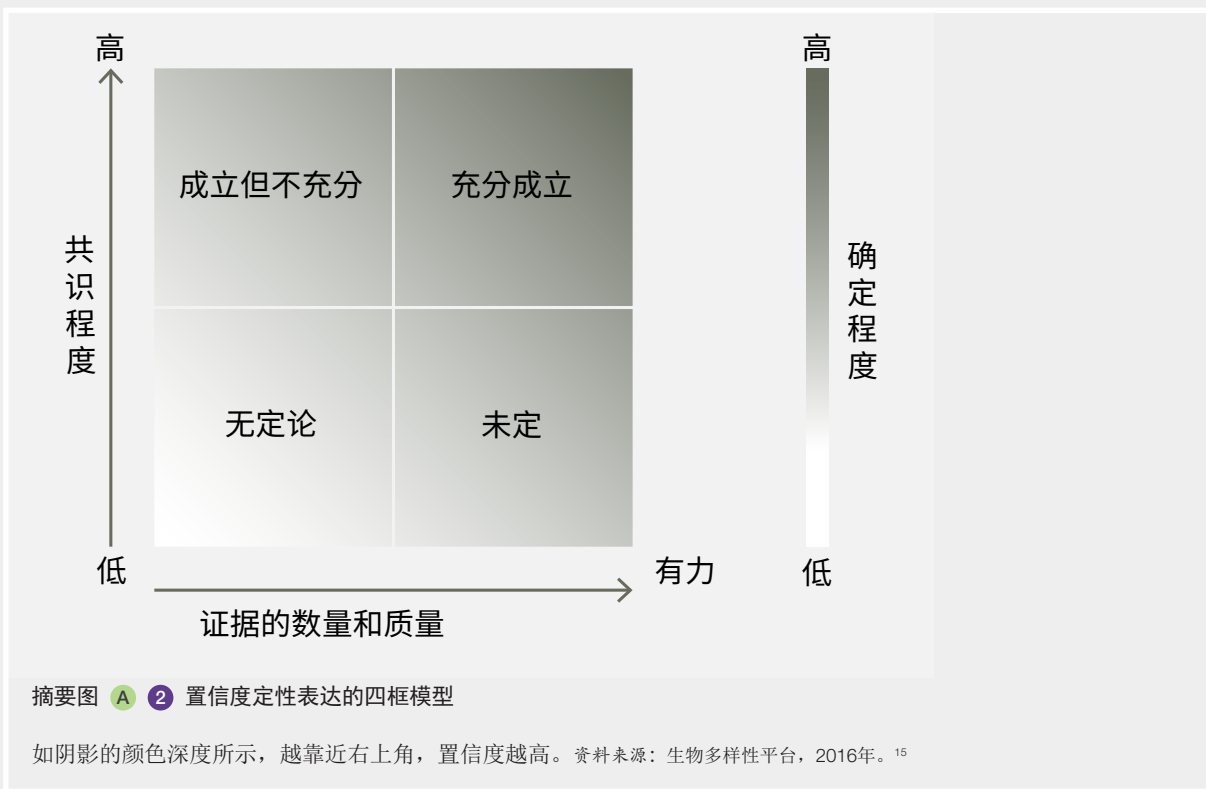 高
高
成立但不充分
充分成立
共识程度
确定程度
无定论
未定
低
有力
低
证据的数量和质量
摘要图 A 2 置信度定性表达的四框模型
如阴影的颜色深度所示，越靠近右上角，置信度越高。资料来源：生物多样性平台，2016年。15